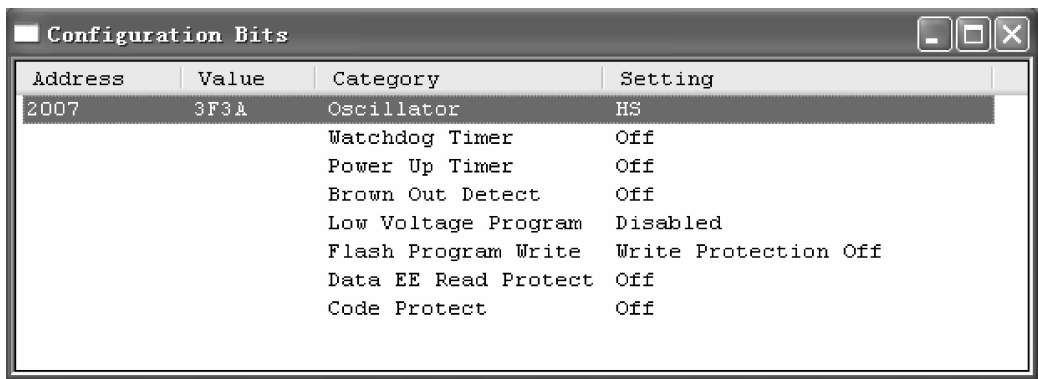 Configuration Bits
Address Value Category Setting
2007 3F3A Oscillator HS
Watchdog Timer Off
Power Up Timer Off
Brown Out Detect Off
Low Voltage Program Disabled
Flash Program Write Write Protection Off
Data EE Read Protect Off
Code Protect Off